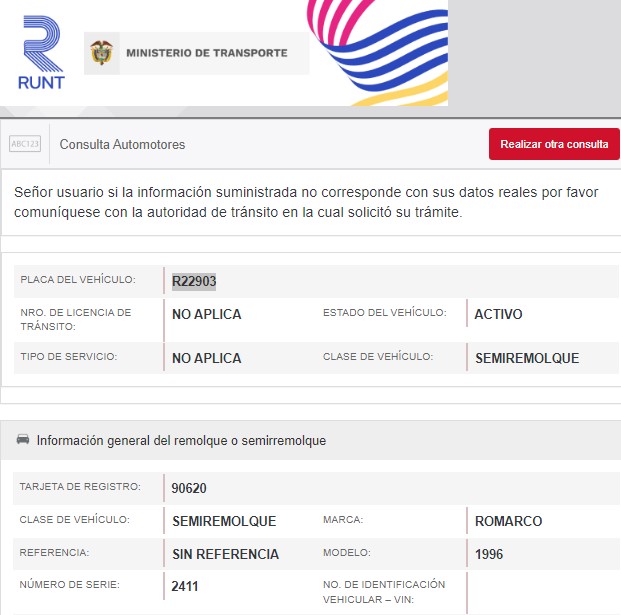 RUNT
MINISTERIO DE TRANSPORTE
ABC123
Consulta Automotores
Realizar otra consulta
Señor usuario si la información suministrada no corresponde con sus datos reales por favor
comuníquese con la autoridad de tránsito en la cual solicitó su trámite.
PLACA DEL VEHÍCULO: R22903
NRO. DE LICENCIA DE
TRÁNSITO: NO APLICA ESTADO DEL VEHÍCULO: ACTIVO
TIPO DE SERVICIO: NO APLICA CLASE DE VEHÍCULO: SEMIREMOLQUE
Información general del remolque o semirremolque
TARJETA DE REGISTRO: 90620
CLASE DE VEHÍCULO: SEMIREMOLQUE MARCA: ROMARCO
REFERENCIA: SIN REFERENCIA MODELO: 1996
NÚMERO DE SERIE: 2411 NO. DE IDENTIFICACIÓN
VEHICULAR – VIN: